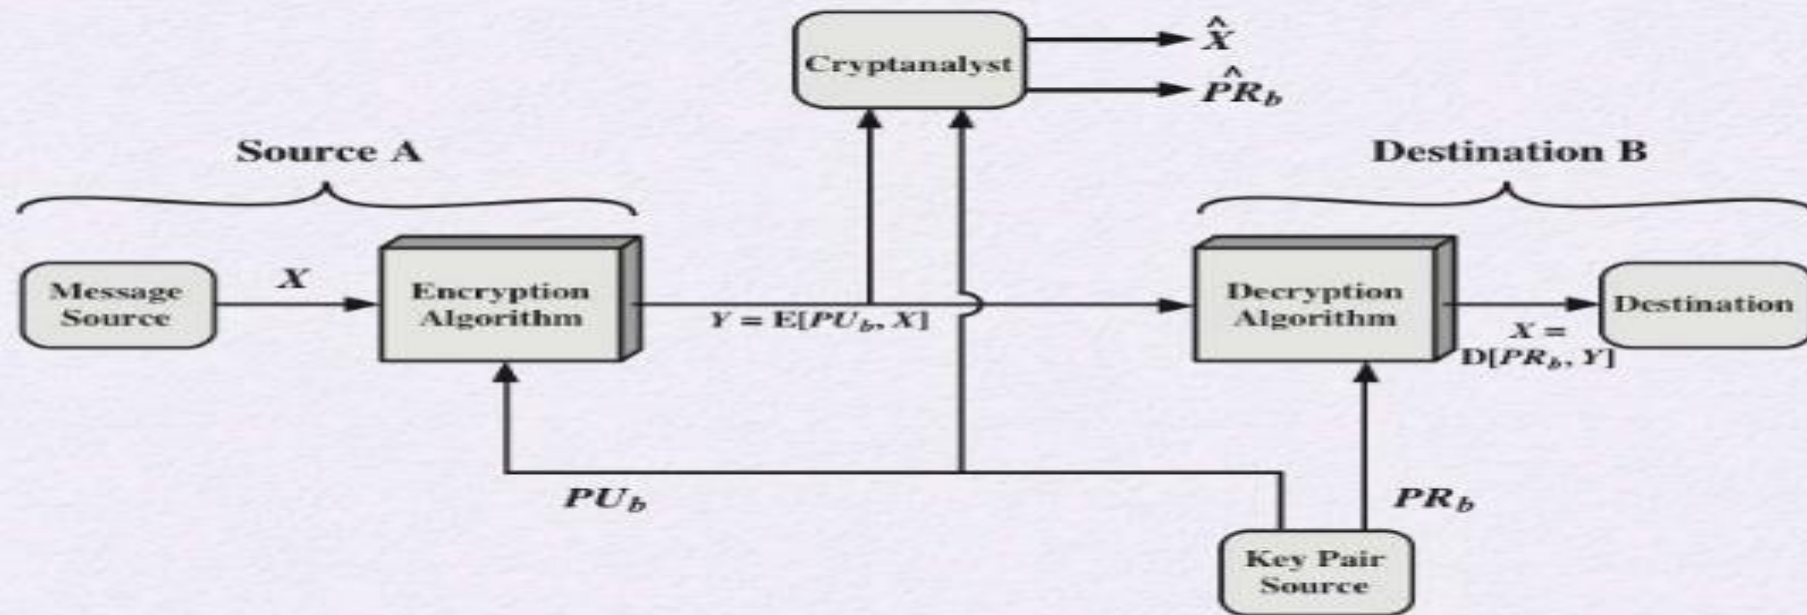 Cryptanalyst
X̂
P̂R_b
Source A
Destination B
Message
Source
X
Encryption
Algorithm
Y = E[PU_b, X]
Decryption
Algorithm
X =
D[PR_b, Y]
Destination
PU_b
PR_b
Key Pair
Source